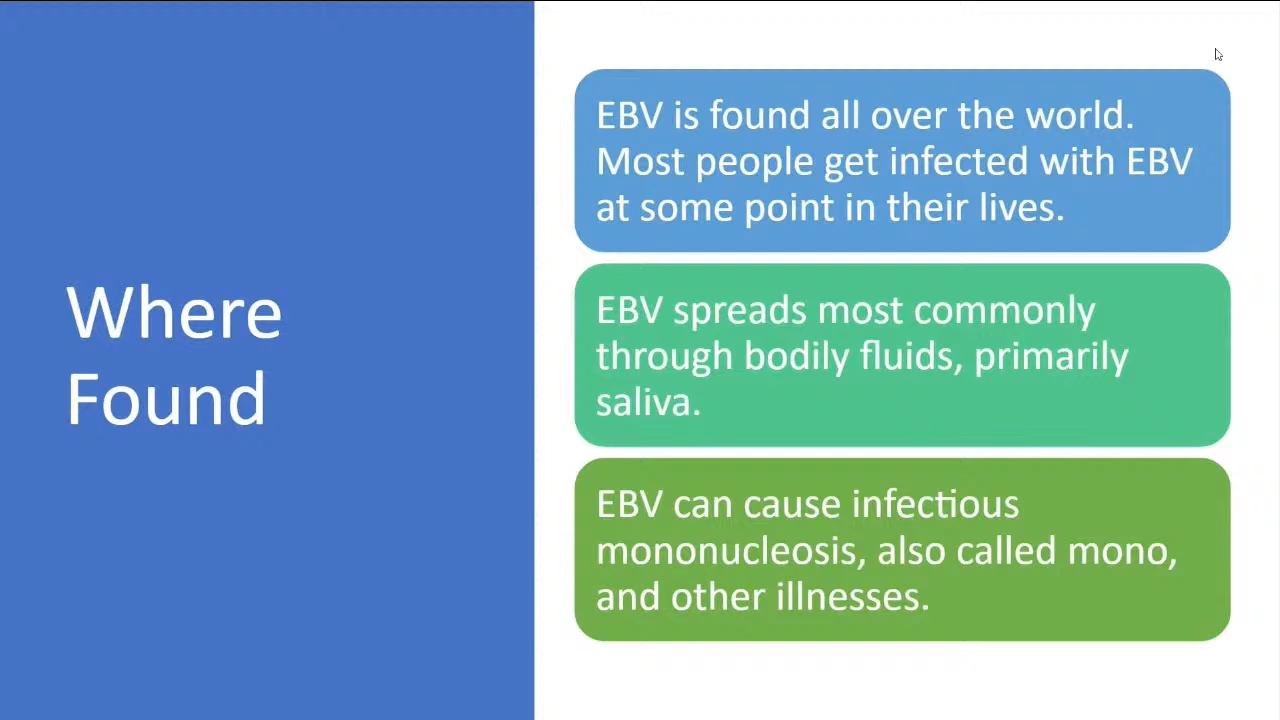 Where
Found
EBV is found all over the world.
Most people get infected with EBV
at some point in their lives.
EBV spreads most commonly
through bodily fluids, primarily
saliva.
EBV can cause infectious
mononucleosis, also called mono,
and other illnesses.